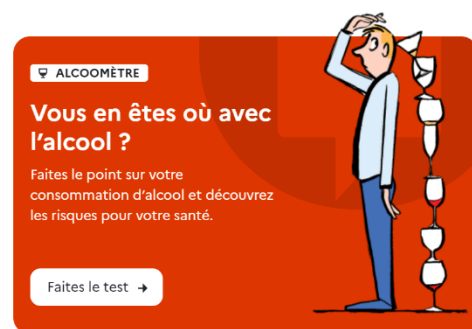 ALCOOMÈTRE
Vous en êtes où avec
l’alcool ?
Faites le point sur votre
consommation d’alcool et découvrez
les risques pour votre santé.
Faites le test →